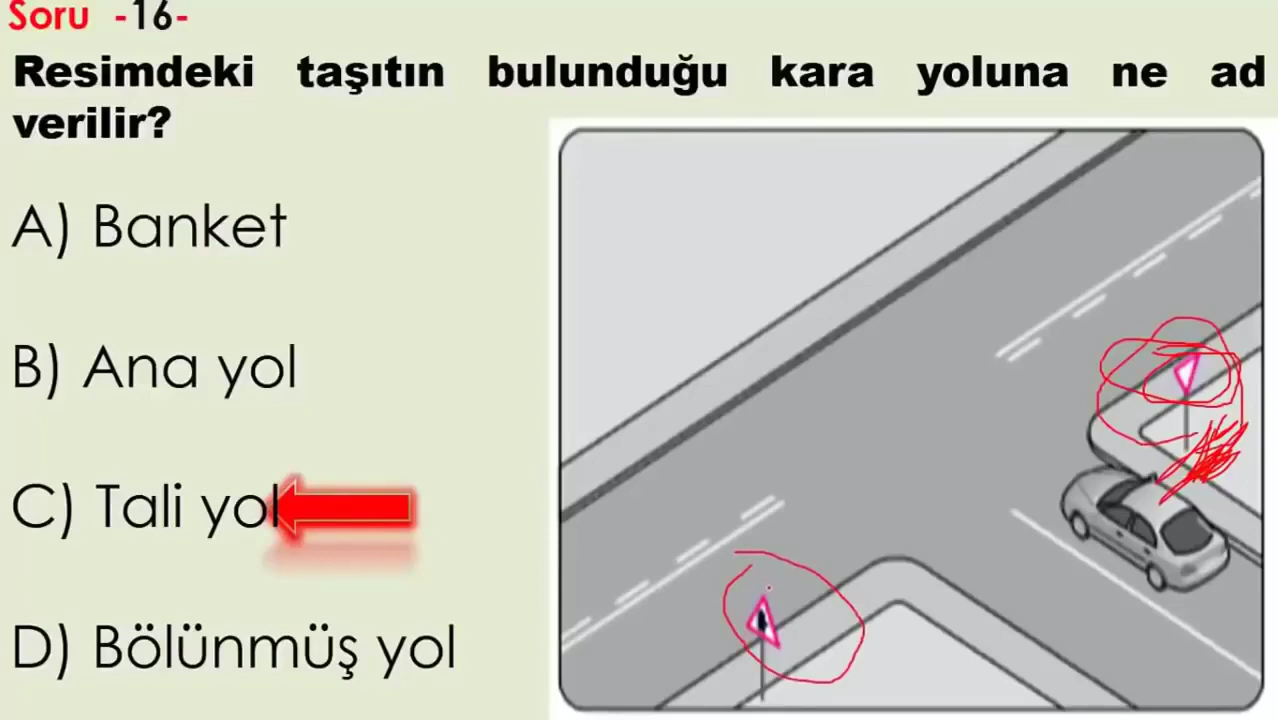 Soru -16-
Resimdeki taşıtın bulunduğu kara yoluna ne ad
verilir?
A) Banket
B) Ana yol
C) Tali yol
D) Bölünmüş yol